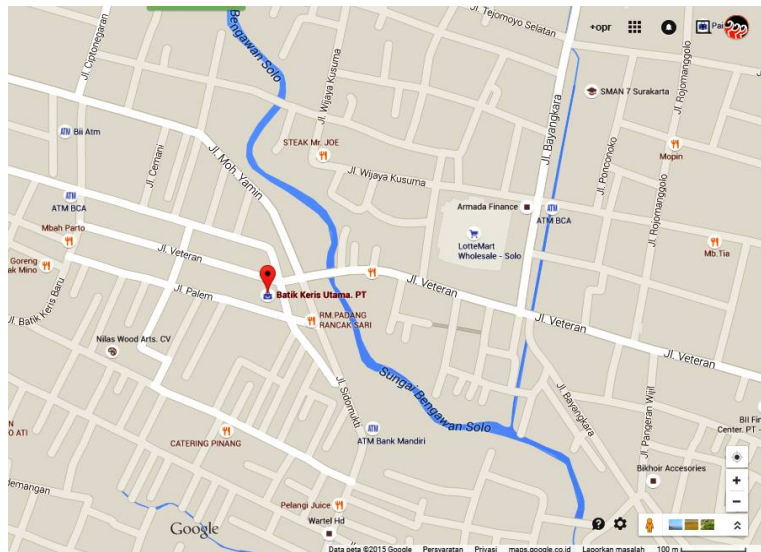 Jl. Tejomoyo Selatan
+opr
Pai
Jl. Ciptonegaran
Bengawan Solo
Jl. Wijaya Kusuma
Jl. Rojomanggolo
SMAN 7 Surakarta
Bii Atm
Jl. Cemani
STEAK Mr. JOE
Jl. Bayangkara
Mopin
Jl. Moh. Yamin
Jl. Wijaya Kusuma
Jl. Ponconoko
ATM BCA
Armada Finance
ATM
ATM BCA
Jl. Rojomanggolo
Mbah Parto
LotteMart
Wholesale - Solo
Mb.Tia
Goreng
ak Mino
Jl. Veteran
Jl. Veteran
Jl. Palem
Batik Keris Utama. PT
RM.PADANG
RANCAK SARI
Jl. Batik Keris Baru
Jl. Veteran
Jl. Veteran
Nilas Wood Arts. CV
Sungai Bengawan Solo
Jl. Sidomukti
Jl. Bayangkara
Jl. Pangeran Wijil
N
O ATI
CATERING PINANG
ATM Bank Mandiri
BII Fin
Center. PT -
Bikhoir Accesories
demangan
Pelangi Juice
Google
Wartel Hd
Data peta ©2015 Google Persyaratan Privasi maps.google.co.id Laporkan masalah 100 m